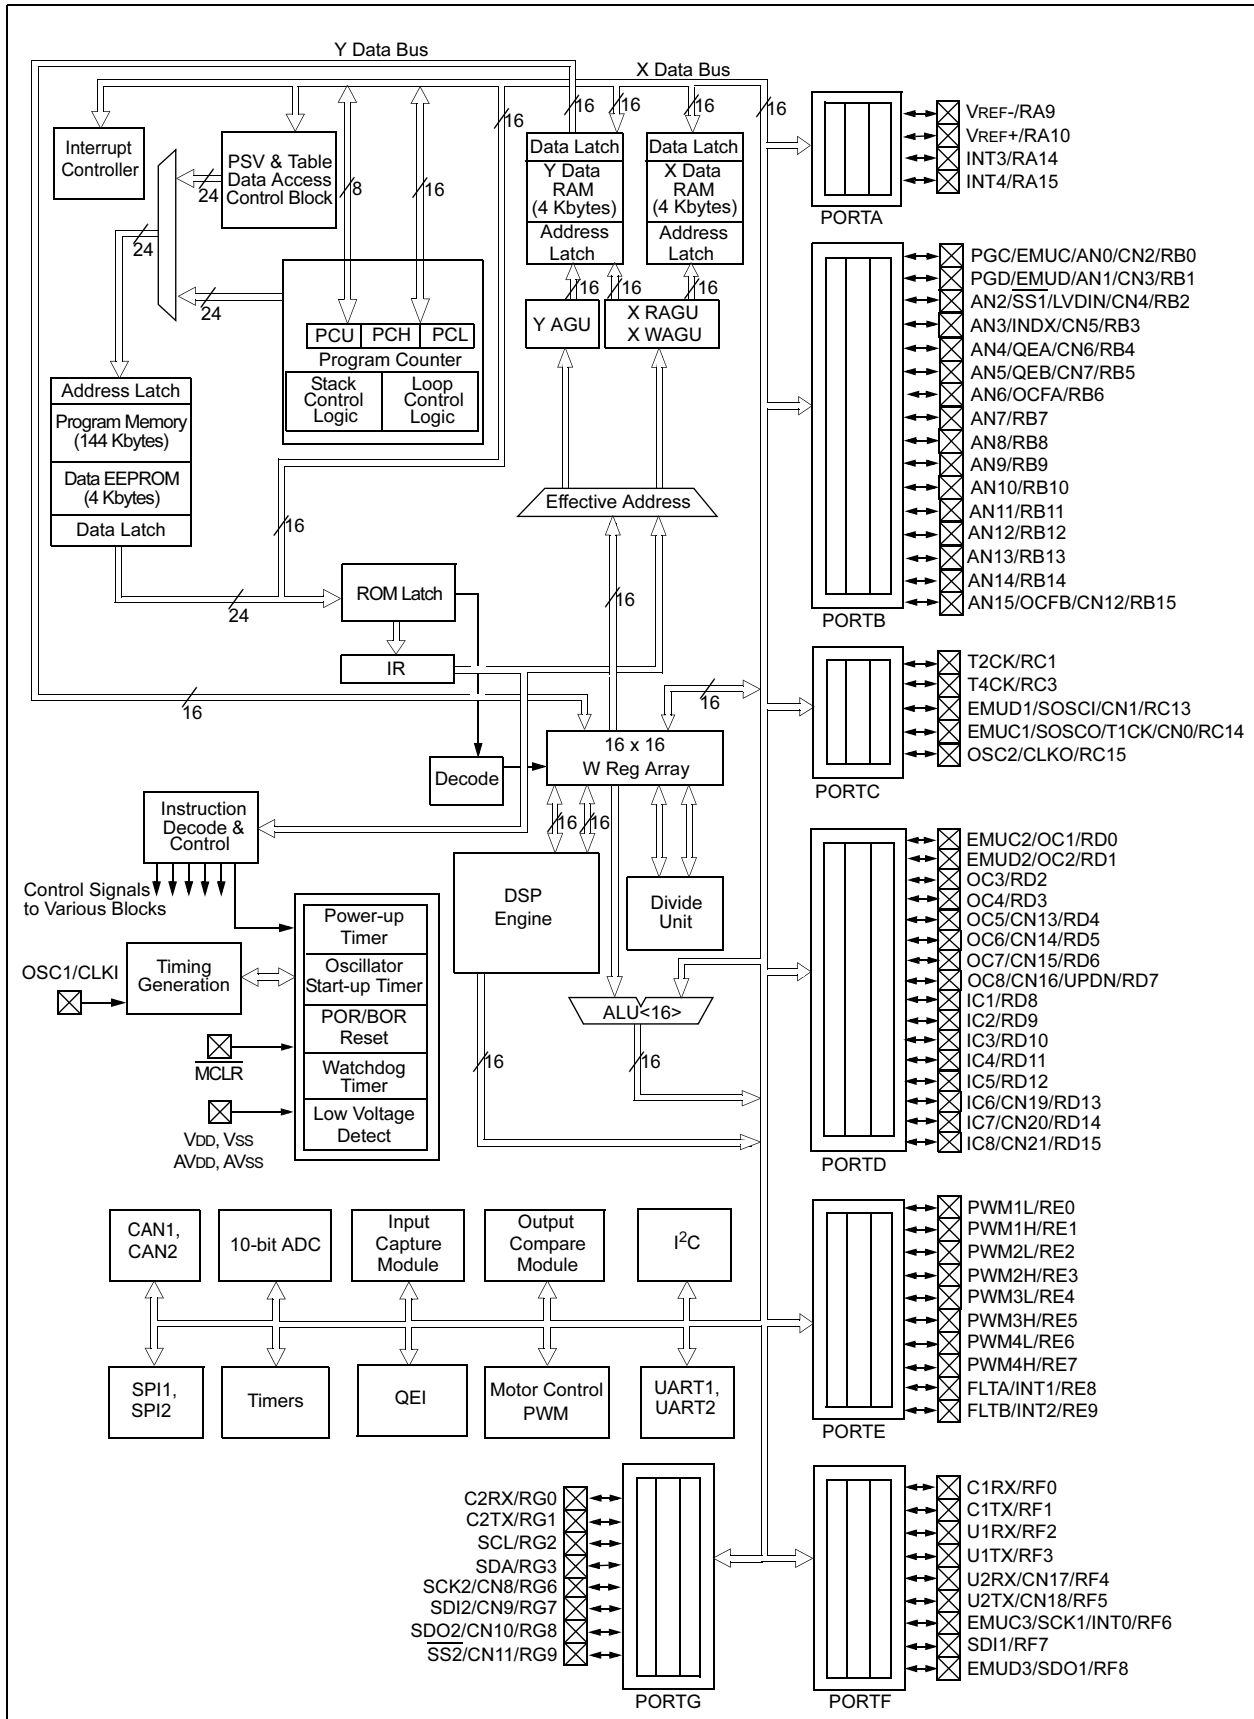 Y Data Bus
X Data Bus
16
16
16
16
16
Interrupt
Controller
PSV & Table
Data Access
Control Block
24
24
24
8
16
Data Latch
Y Data
RAM
(4 Kbytes)
Address
Latch
Data Latch
X Data
RAM
(4 Kbytes)
Address
Latch
16
16
16
Y AGU
X RAGU
X WAGU
PCU
PCH
PCL
Program Counter
Stack
Control
Logic
Loop
Control
Logic
Address Latch
Program Memory
(144 Kbytes)
Data EEPROM
(4 Kbytes)
Data Latch
16
24
Effective Address
ROM Latch
16
IR
16
16
16 x 16
W Reg Array
Decode
Instruction
Decode &
Control
Control Signals
to Various Blocks
16
16
DSP
Engine
Divide
Unit
Power-up
Timer
Oscillator
Start-up Timer
POR/BOR
Reset
Watchdog
Timer
Low Voltage
Detect
OSC1/CLKI
Timing
Generation
MCLR
VDD, VSS
AVDD, AVSS
ALU<16>
16
16
CAN1,
CAN2
10-bit ADC
Input
Capture
Module
Output
Compare
Module
I2C
SPI1,
SPI2
Timers
QEI
Motor Control
PWM
UART1,
UART2
VREF-/RA9
VREF+/RA10
INT3/RA14
INT4/RA15
PORTA
PGC/EMUC/AN0/CN2/RB0
PGD/EMUD/AN1/CN3/RB1
AN2/SS1/LVDIN/CN4/RB2
AN3/INDX/CN5/RB3
AN4/QEA/CN6/RB4
AN5/QEB/CN7/RB5
AN6/OCFA/RB6
AN7/RB7
AN8/RB8
AN9/RB9
AN10/RB10
AN11/RB11
AN12/RB12
AN13/RB13
AN14/RB14
AN15/OCFB/CN12/RB15
PORTB
T2CK/RC1
T4CK/RC3
EMUD1/SOSCI/CN1/RC13
EMUC1/SOSCO/T1CK/CN0/RC14
OSC2/CLKO/RC15
PORTC
EMUC2/OC1/RD0
EMUD2/OC2/RD1
OC3/RD2
OC4/RD3
OC5/CN13/RD4
OC6/CN14/RD5
OC7/CN15/RD6
OC8/CN16/UPDN/RD7
IC1/RD8
IC2/RD9
IC3/RD10
IC4/RD11
IC5/RD12
IC6/CN19/RD13
IC7/CN20/RD14
IC8/CN21/RD15
PORTD
PWM1L/RE0
PWM1H/RE1
PWM2L/RE2
PWM2H/RE3
PWM3L/RE4
PWM3H/RE5
PWM4L/RE6
PWM4H/RE7
FLTA/INT1/RE8
FLTB/INT2/RE9
PORTE
C2RX/RG0
C2TX/RG1
SCL/RG2
SDA/RG3
SCK2/CN8/RG6
SDI2/CN9/RG7
SDO2/CN10/RG8
SS2/CN11/RG9
PORTG
C1RX/RF0
C1TX/RF1
U1RX/RF2
U1TX/RF3
U2RX/CN17/RF4
U2TX/CN18/RF5
EMUC3/SCK1/INT0/RF6
SDI1/RF7
EMUD3/SDO1/RF8
PORTF